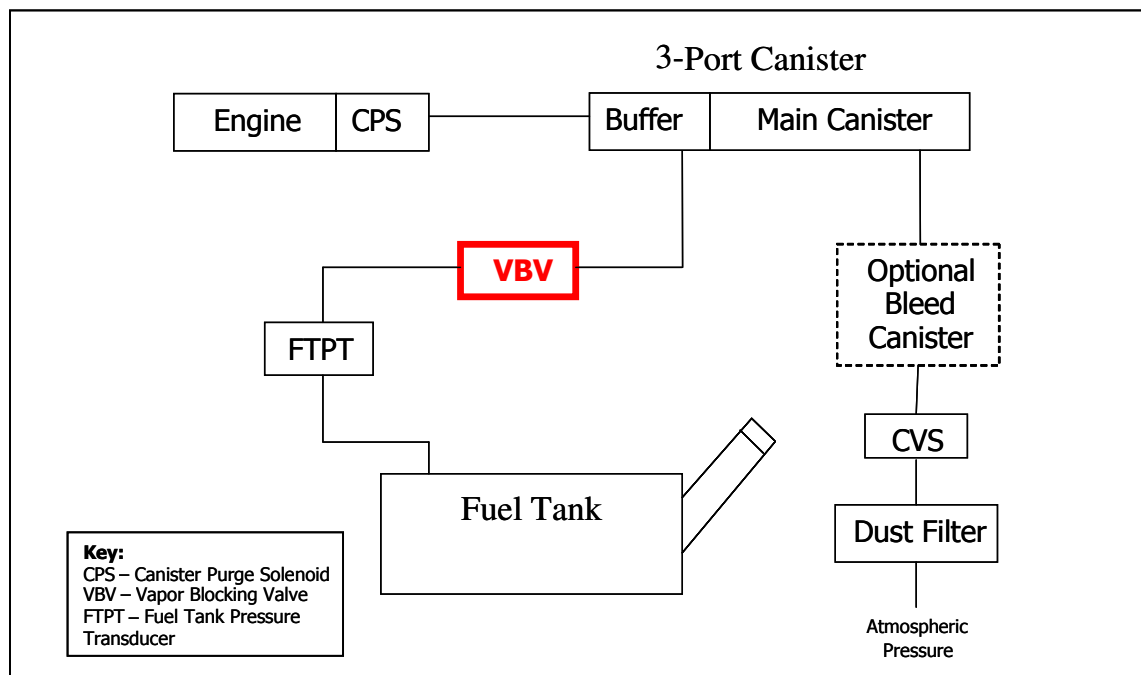 3-Port Canister
Engine
CPS
Buffer
Main Canister
VBV
Optional
Bleed
Canister
FTPT
CVS
Fuel Tank
Dust Filter
Key:
CPS – Canister Purge Solenoid
VBV – Vapor Blocking Valve
FTPT – Fuel Tank Pressure
Transducer
Atmospheric
Pressure